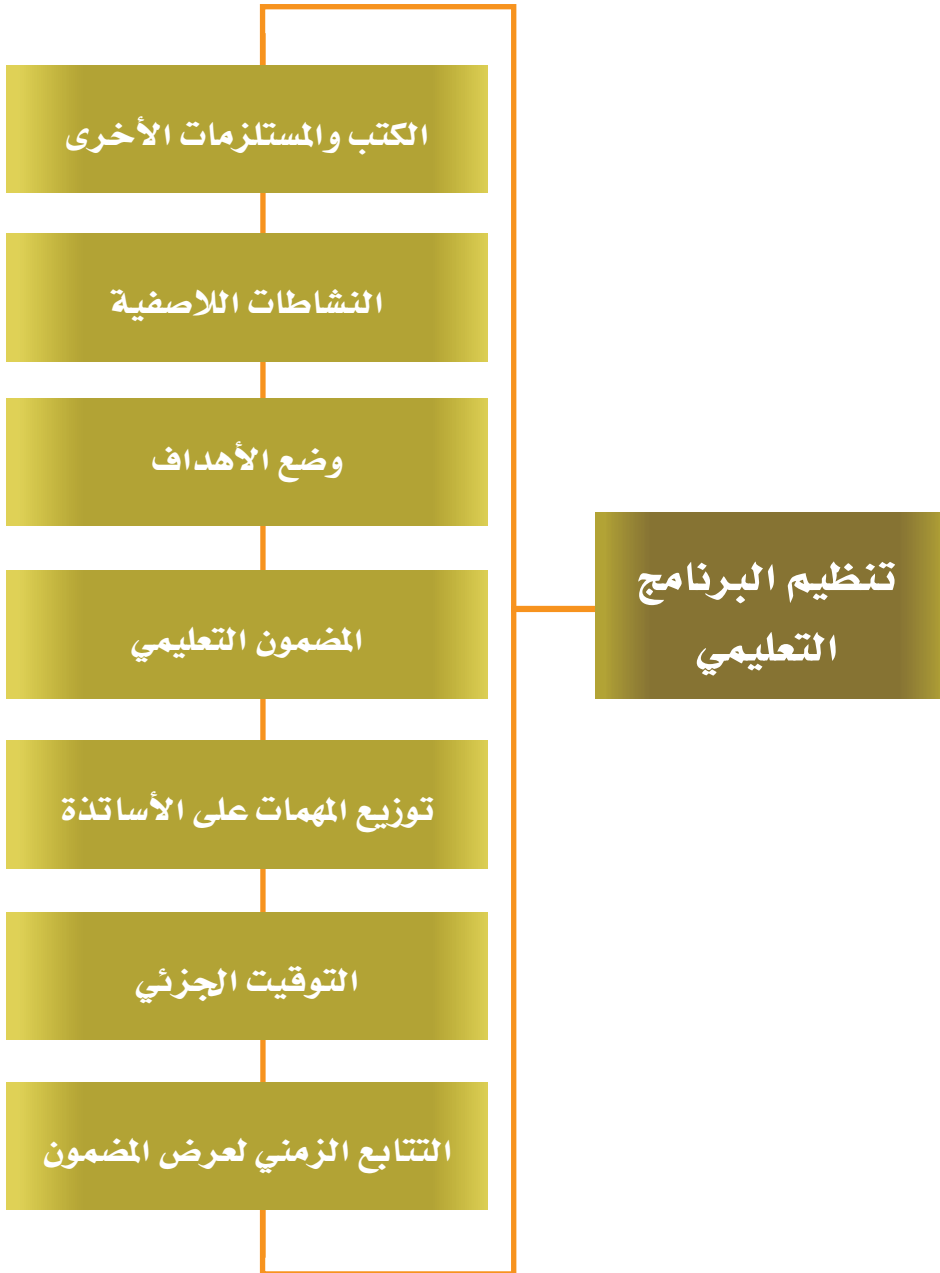 تنظيم البرنامج
التعليمي
الكتب والمستلزمات الأخرى
النشاطات اللاصفية
وضع الأهداف
المضمون التعليمي
توزيع المهمات على الأساتذة
التوقيت الجزئي
التتابع الزمني لعرض المضمون